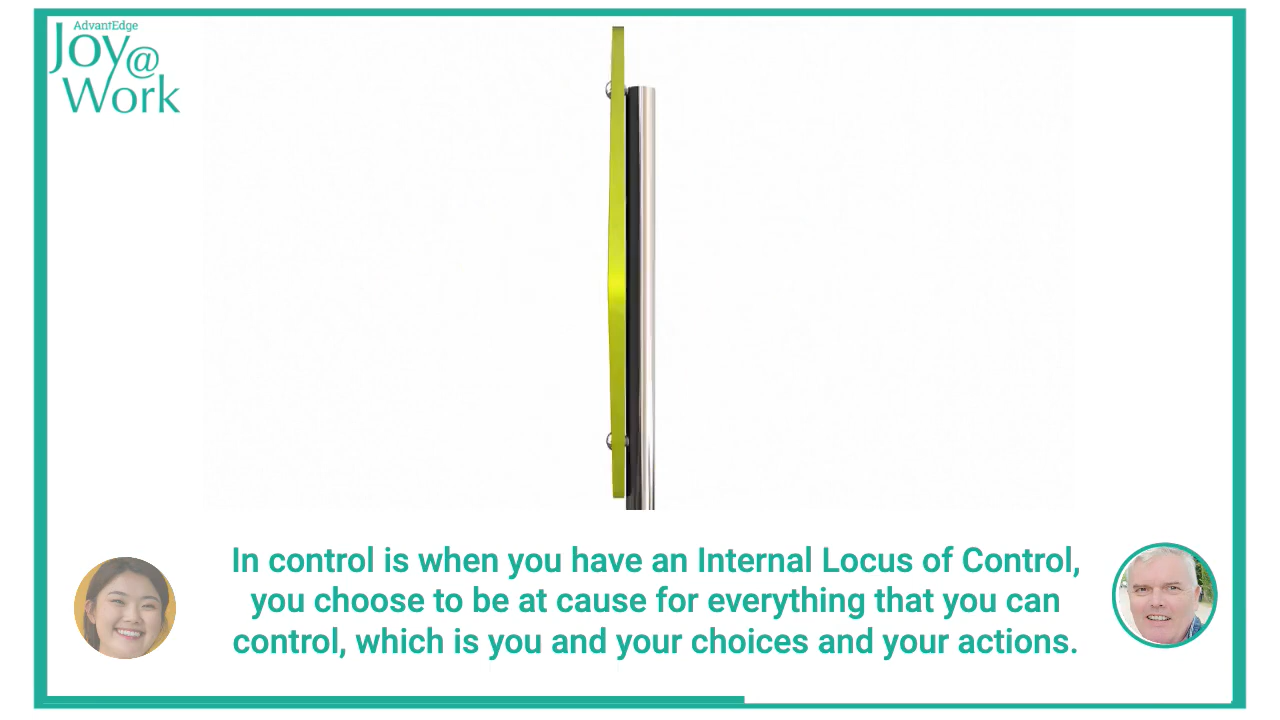 AdvantEdge
Joy@
Work
In control is when you have an Internal Locus of Control,
you choose to be at cause for everything that you can
control, which is you and your choices and your actions.